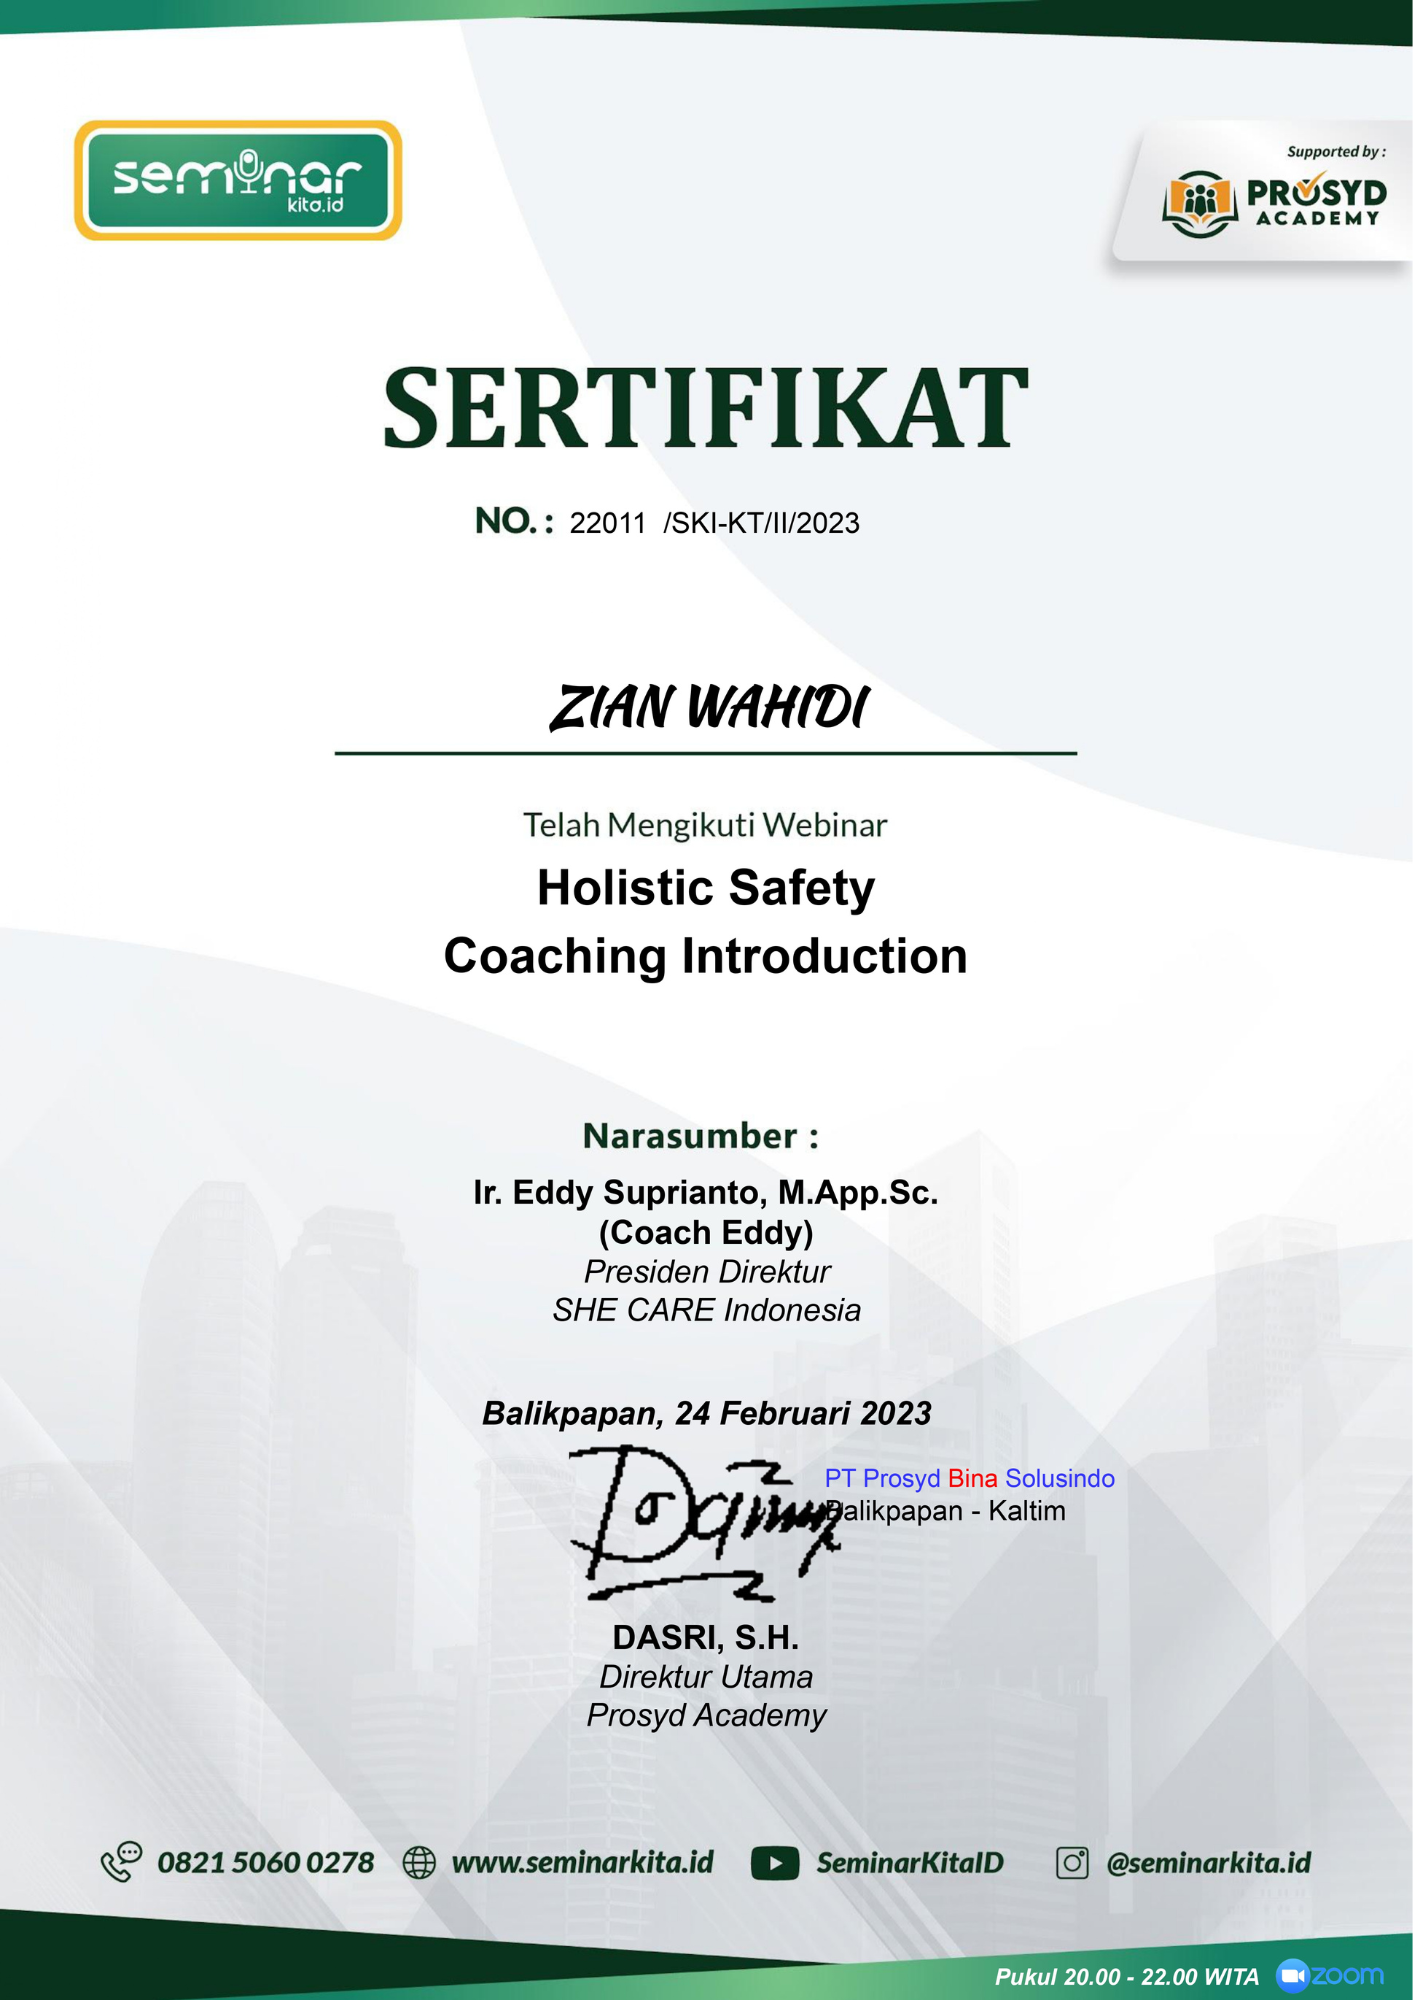 seminar
kita.id
Supported by :
PROSYD
ACADEMY
SERTIFIKAT
NO. : 22011 /SKI-KT/II/2023
ZIAN WAHIDI
Telah Mengikuti Webinar
Holistic Safety
Coaching Introduction
Narasumber :
Ir. Eddy Suprianto, M.App.Sc.
(Coach Eddy)
Presiden Direktur
SHE CARE Indonesia
Balikpapan, 24 Februari 2023
PT Prosyd Bina Solusindo
Balikpapan - Kaltim
DASRI, S.H.
Direktur Utama
Prosyd Academy
0821 5060 0278 www.seminarkita.id SeminarKitaID @seminarkita.id
Pukul 20.00 - 22.00 WITA zoom